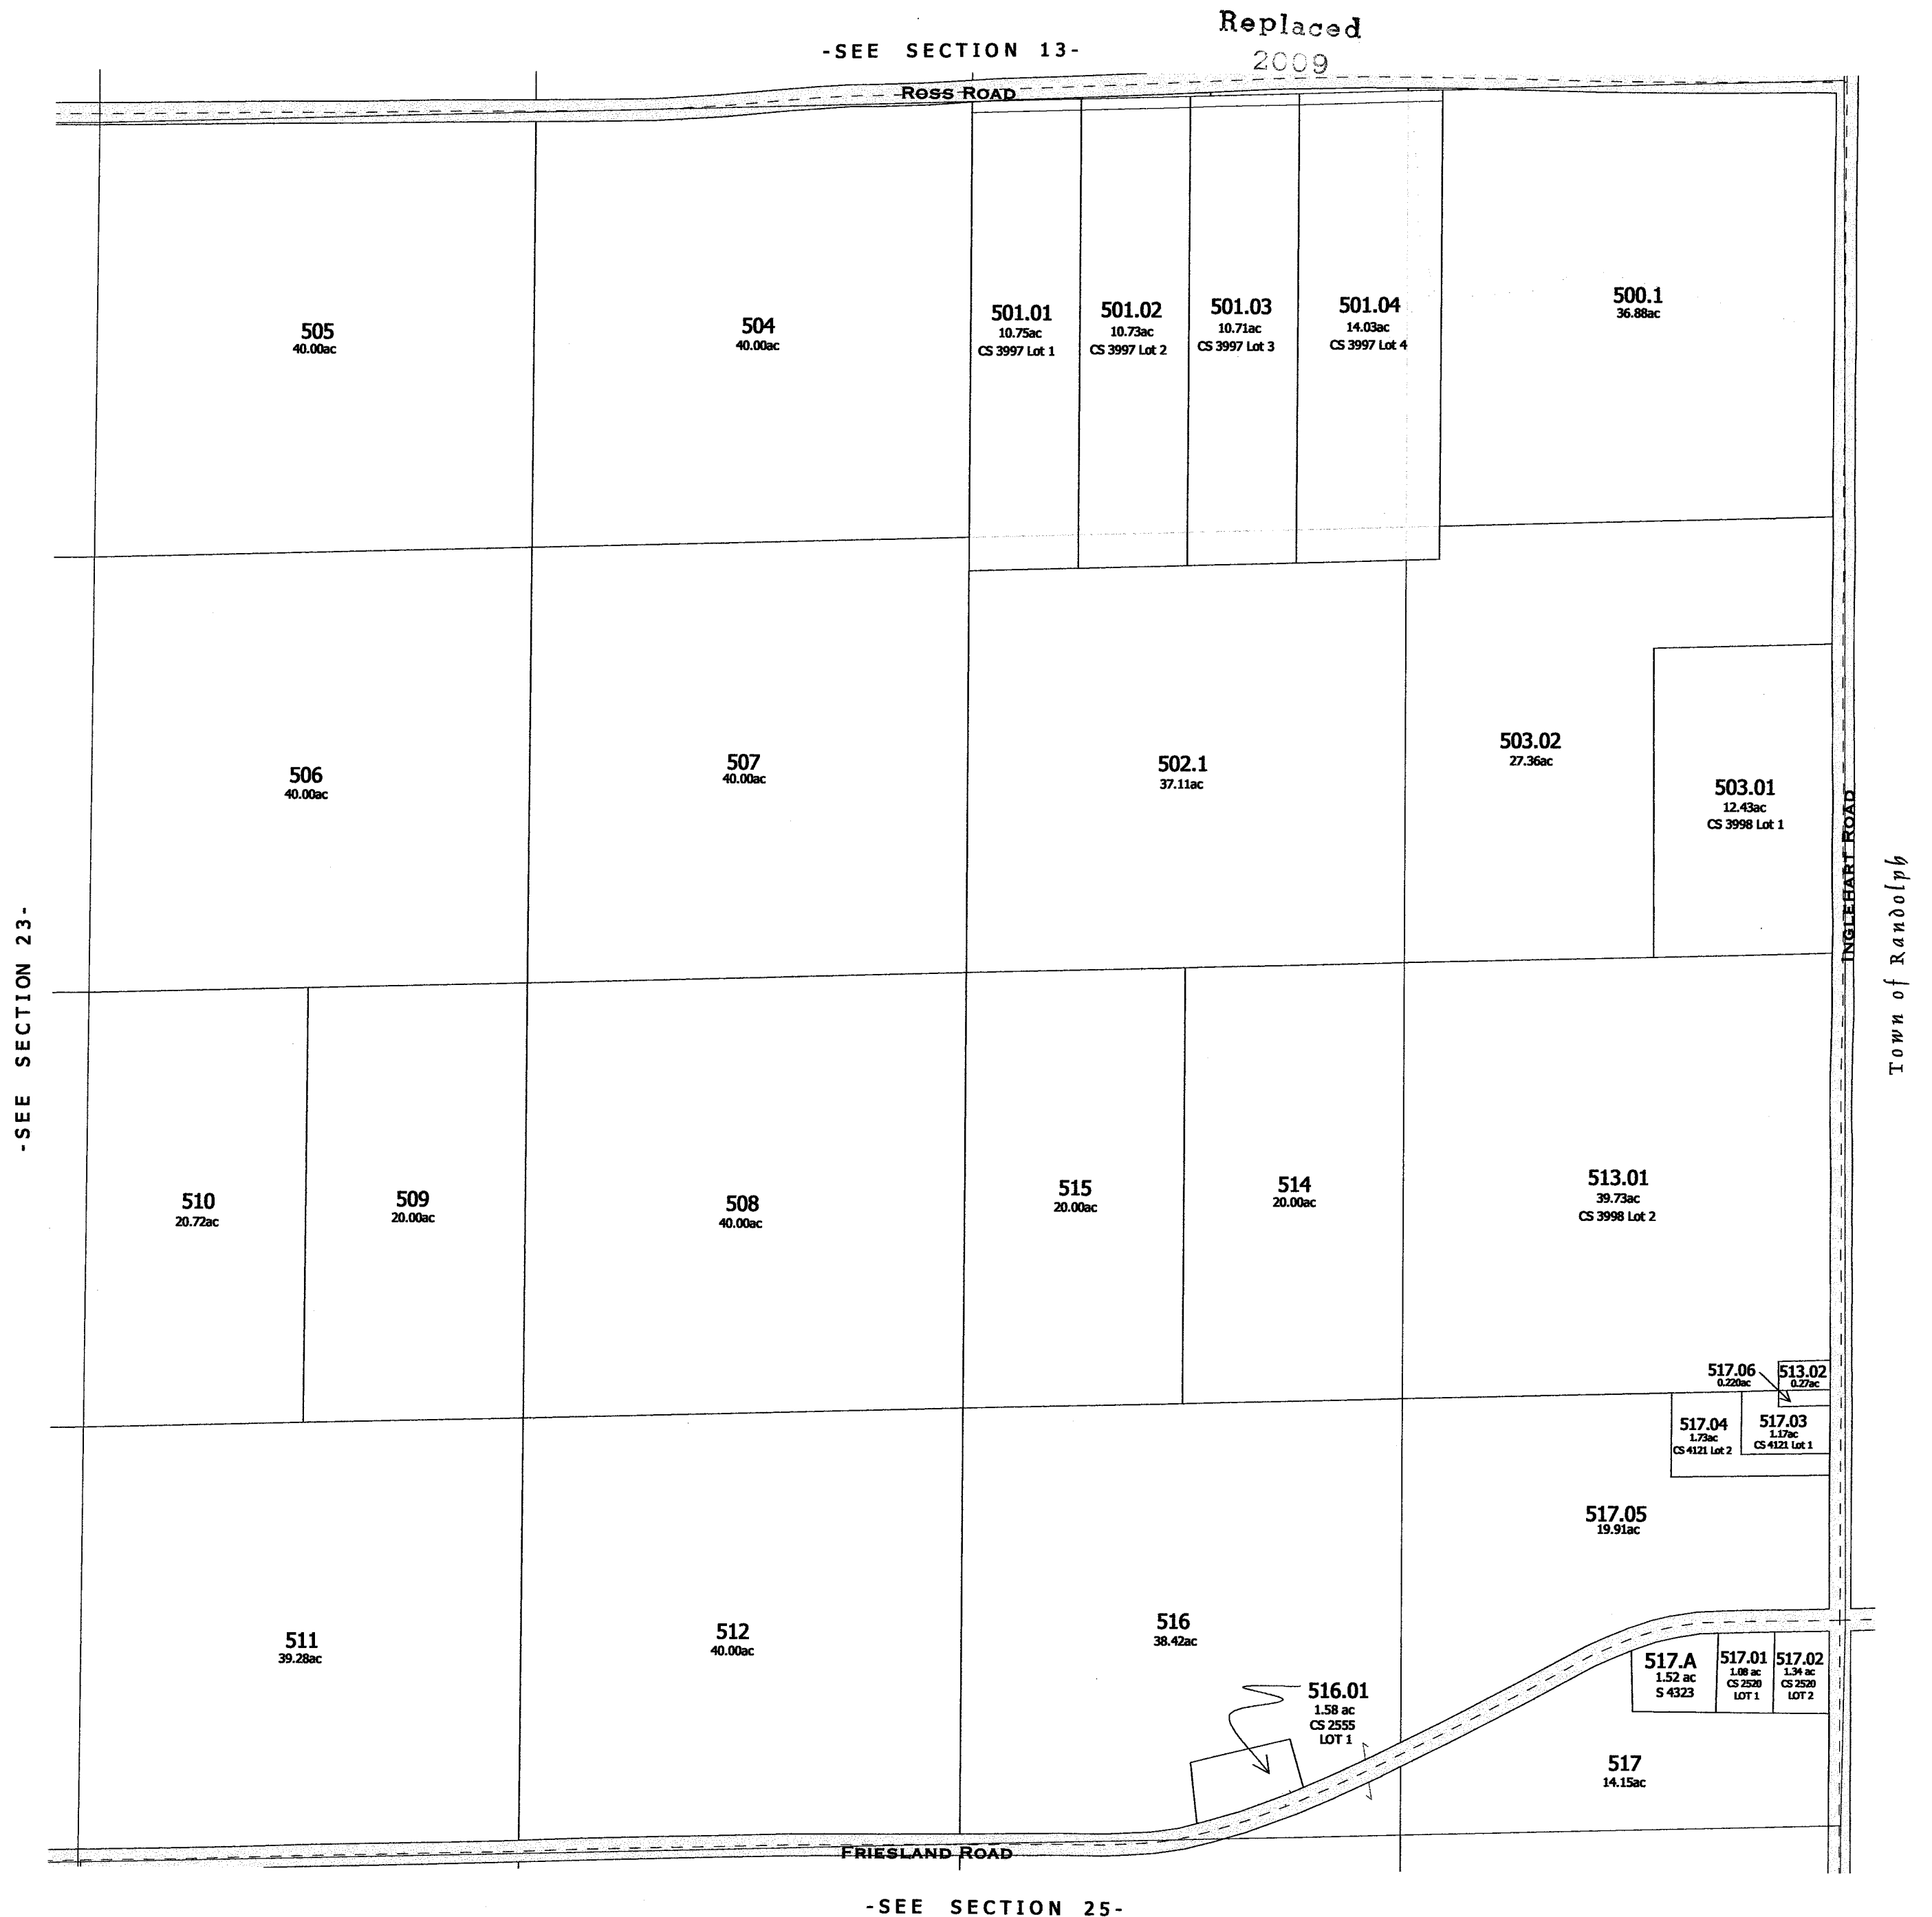 Replaced
2009
-SEE SECTION 13-
ROSS ROAD
505
40.00ac
504
40.00ac
501.01
10.75ac
CS 3997 Lot 1
501.02
10.73ac
CS 3997 Lot 2
501.03
10.71ac
CS 3997 Lot 3
501.04
14.03ac
CS 3997 Lot 4
500.1
36.88ac
506
40.00ac
507
40.00ac
502.1
37.11ac
503.02
27.36ac
503.01
12.43ac
CS 3998 Lot 1
INGLEHART ROAD
Town of Randolph
-SEE SECTION 23-
510
20.72ac
509
20.00ac
508
40.00ac
515
20.00ac
514
20.00ac
513.01
39.73ac
CS 3998 Lot 2
517.06
0.220ac
513.02
0.27ac
517.04
1.73ac
CS 4121 Lot 2
517.03
1.17ac
CS 4121 Lot 1
517.05
19.91ac
511
39.28ac
512
40.00ac
516
38.42ac
516.01
1.58 ac
CS 2555
LOT 1
517.A
1.52 ac
S 4323
517.01
1.08 ac
CS 2520
LOT 1
517.02
1.34 ac
CS 2520
LOT 2
517
14.15ac
FRIESLAND ROAD
-SEE SECTION 25-